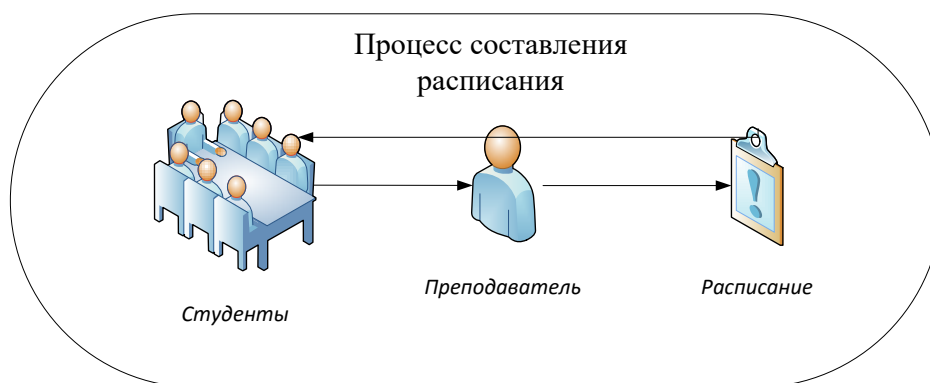 Процесс составления
расписания
Студенты
Преподаватель
Расписание